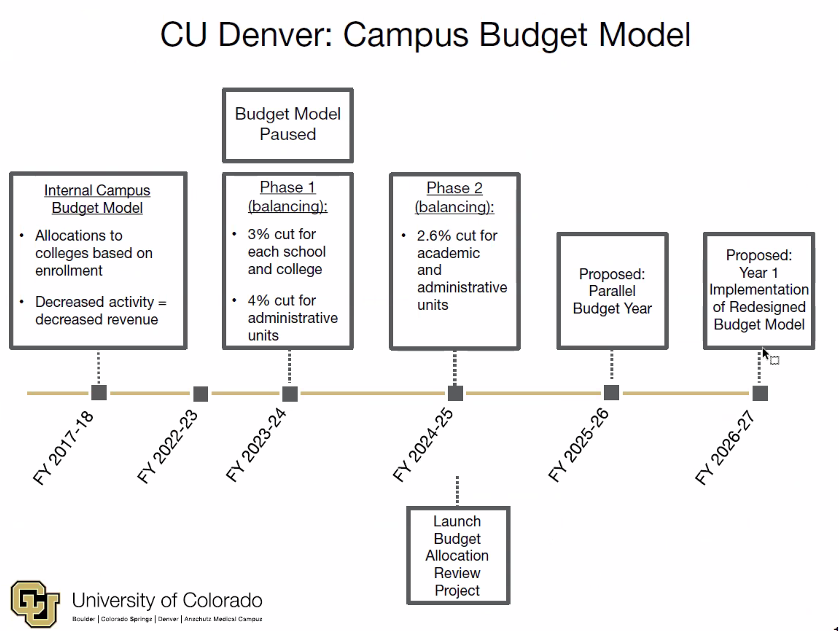 CU Denver: Campus Budget Model
Budget Model
Paused
Internal Campus
Budget Model
• Allocations to
colleges based on
enrollment
• Decreased activity =
decreased revenue
Phase 1
(balancing):
• 3% cut for
each school
and college
• 4% cut for
administrative
units
Phase 2
(balancing):
• 2.6% cut for
academic
and
administrative
units
Proposed:
Parallel
Budget Year
Proposed:
Year 1
Implementation
of Redesigned
Budget Model
FY 2017-18
FY 2022-23
FY 2023-24
FY 2024-25
FY 2025-26
FY 2026-27
Launch
Budget
Allocation
Review
Project
CU
University of Colorado
Boulder | Colorado Springs | Denver | Anschutz Medical Campus